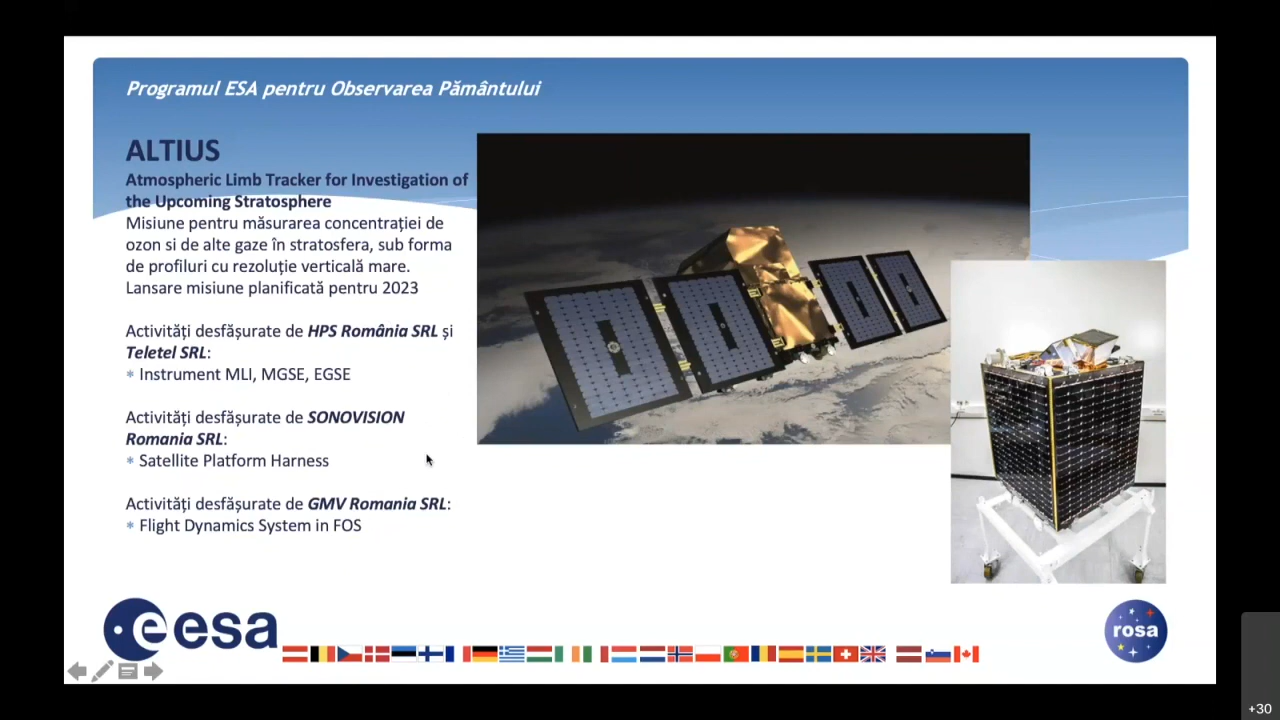 Programul ESA pentru Observarea Pământului
ALTIUS
Atmospheric Limb Tracker for Investigation of
the Upcoming Stratosphere
Misiune pentru măsurarea concentrației de
ozon si de alte gaze în stratosfera, sub forma
de profiluri cu rezoluție verticală mare.
Lansare misiune planificată pentru 2023
Activități desfășurate de HPS România SRL și
Teletel SRL:
* Instrument MLI, MGSE, EGSE
Activități desfășurate de SONOVISION
Romania SRL:
* Satellite Platform Harness
Activități desfășurate de GMV Romania SRL:
* Flight Dynamics System in FOS
eesa
rosa
+30